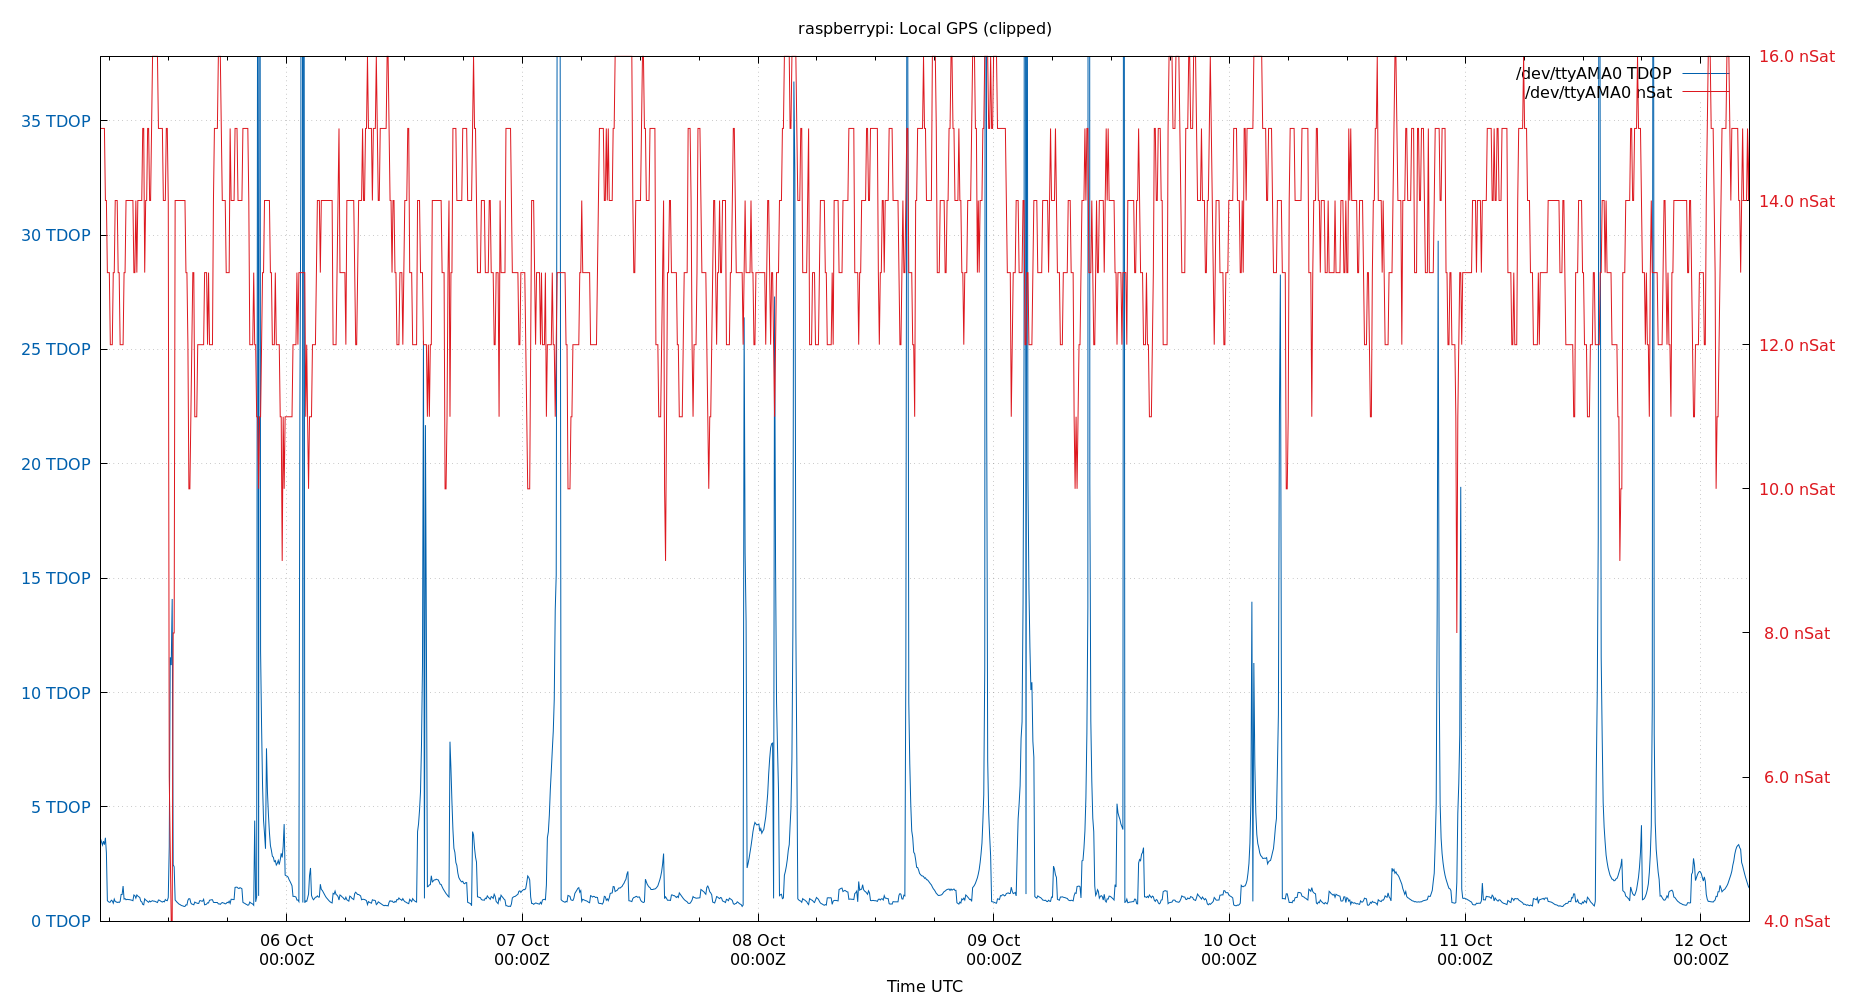 raspberrypi: Local GPS (clipped)
/dev/ttyAMA0 TDOP
/dev/ttyAMA0 nSat
35 TDOP
30 TDOP
25 TDOP
20 TDOP
15 TDOP
10 TDOP
5 TDOP
0 TDOP
16.0 nSat
14.0 nSat
12.0 nSat
10.0 nSat
8.0 nSat
6.0 nSat
4.0 nSat
06 Oct
00:00Z
07 Oct
00:00Z
08 Oct
00:00Z
09 Oct
00:00Z
10 Oct
00:00Z
11 Oct
00:00Z
12 Oct
00:00Z
Time UTC